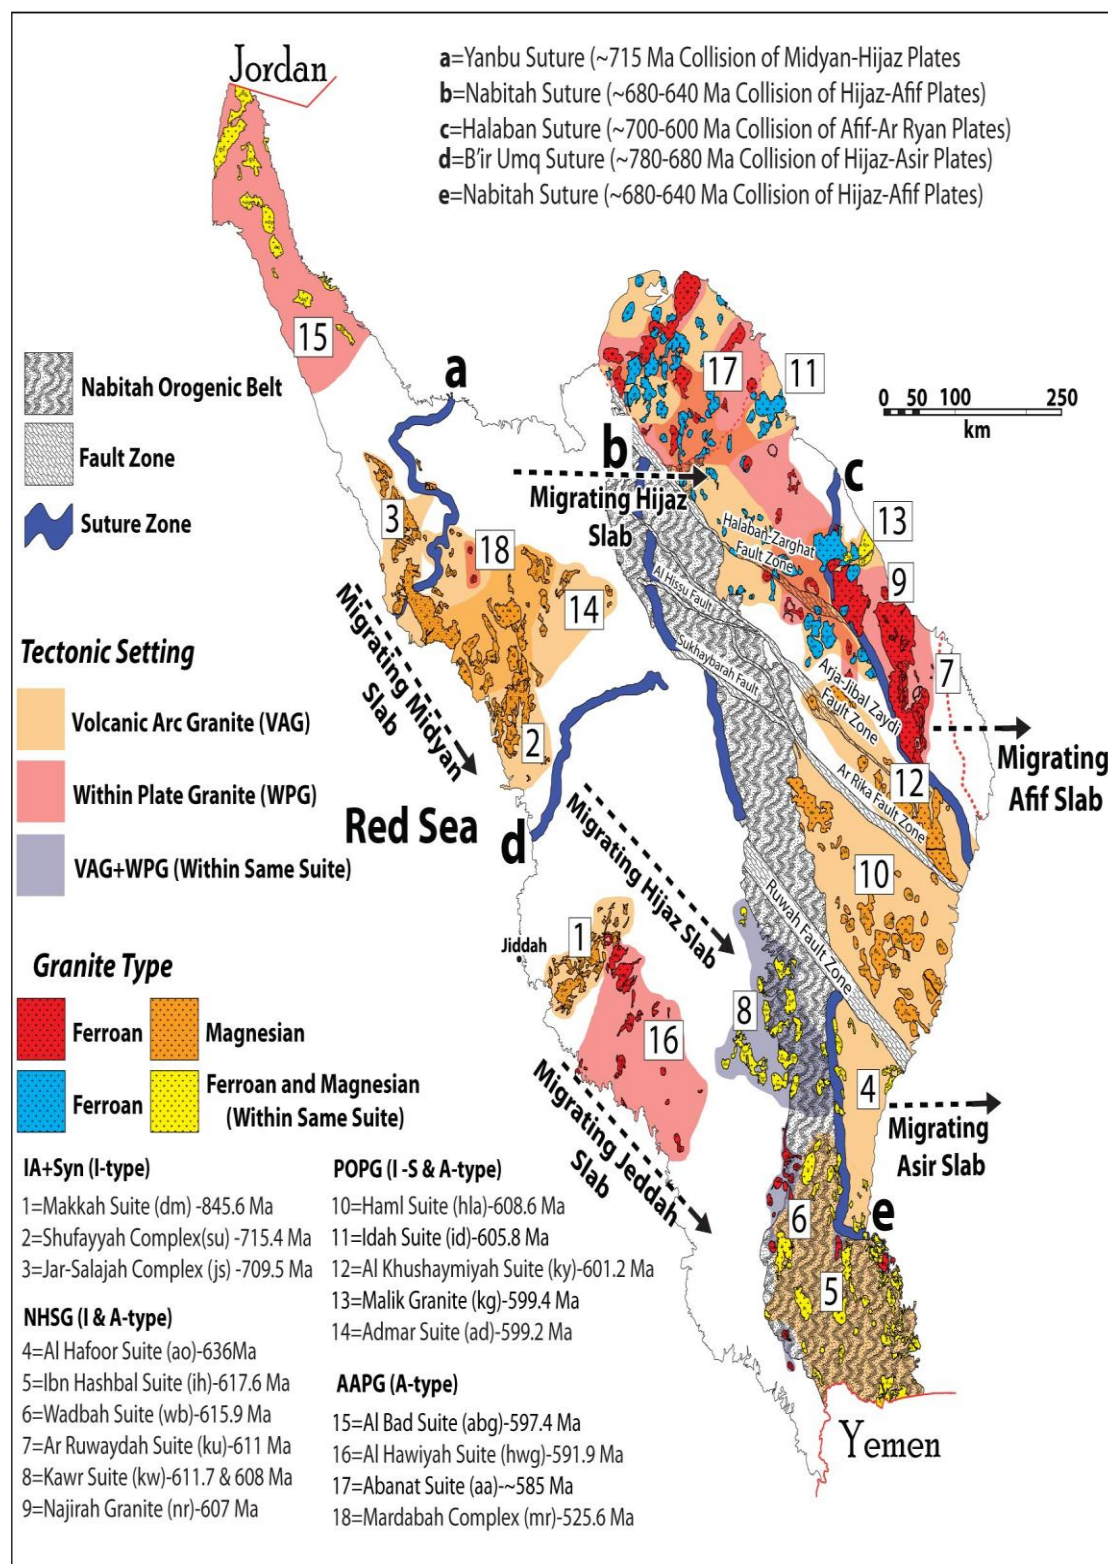 Jordan
a=Yanbu Suture (~715 Ma Collision of Midyan-Hijaz Plates
b=Nabitah Suture (~680-640 Ma Collision of Hijaz-Afif Plates)
c=Halaban Suture (~700-600 Ma Collision of Afif-Ar Ryan Plates)
d=B'ir Umq Suture (~780-680 Ma Collision of Hijaz-Asir Plates)
e=Nabitah Suture (~680-640 Ma Collision of Hijaz-Afif Plates)
15
a
17
11
0 50 100 250
km
Nabitah Orogenic Belt
Fault Zone
Suture Zone
b
Migrating Hijaz
Slab
c
3
18
14
13
9
7
Halaban-Zarghat
Fault Zone
Al Hissu Fault
Sukhaybarah Fault
Arja-Jibal Zaydi
Fault Zone
Ar Rika Fault Zone
12
Migrating
Afif Slab
Migrating Midyan
Slab
2
Tectonic Setting
Volcanic Arc Granite (VAG)
Within Plate Granite (WPG)
VAG+WPG (Within Same Suite)
Red Sea
d
Migrating Hijaz Slab
10
Ruwah Fault Zone
Jiddah
1
16
8
4
Migrating Jeddah
Slab
Migrating
Asir Slab
6
e
5
Yemen
Granite Type
Ferroan
Magnesian
Ferroan
Ferroan and Magnesian
(Within Same Suite)
IA+Syn (I-type)
1=Makkah Suite (dm) -845.6 Ma
2=Shufayyah Complex(su) -715.4 Ma
3=Jar-Salajah Complex (js) -709.5 Ma
NHSG (I & A-type)
4=Al Hafoor Suite (ao)-636Ma
5=Ibn Hashbal Suite (ih)-617.6 Ma
6=Wadbah Suite (wb)-615.9 Ma
7=Ar Ruwaydah Suite (ku)-611 Ma
8=Kawr Suite (kw)-611.7 & 608 Ma
9=Najirah Granite (nr)-607 Ma
POPG (I -S & A-type)
10=Haml Suite (hla)-608.6 Ma
11=Idah Suite (id)-605.8 Ma
12=Al Khushaymiyah Suite (ky)-601.2 Ma
13=Malik Granite (kg)-599.4 Ma
14=Admar Suite (ad)-599.2 Ma
AAPG (A-type)
15=Al Bad Suite (abg)-597.4 Ma
16=Al Hawiyah Suite (hwg)-591.9 Ma
17=Abanat Suite (aa)-~585 Ma
18=Mardabah Complex (mr)-525.6 Ma